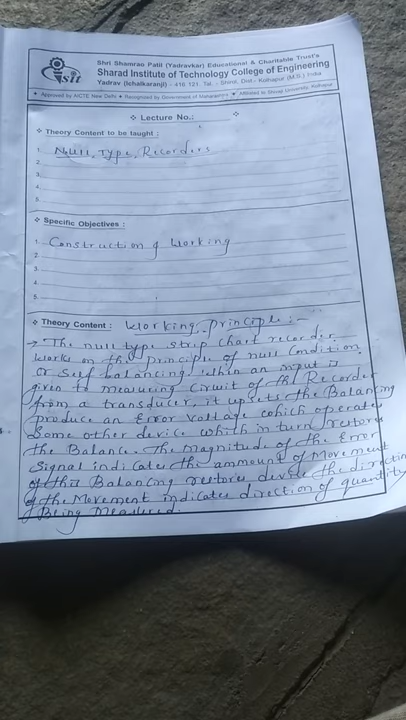 Shri Shamrao Patil (Yadravkar) Educational & Charitable Trust's
Sharad Institute of Technology College of Engineering
Yadrav (Ichalkaranji) - 416 121 Tal. - Shirol, Dist.- Kolhapur (M.S.) India
Approved by AICTE New Delhi ★ Recognized by Government of Maharashtra ★ Affiliated to Shivaji University, Kolhapur
❖ Lecture No.: ❖
❖ Theory Content to be taught :
1. Null Type Recorders
2.
3.
4.
5.
❖ Specific Objectives :
1. Construction & Working
2.
3.
4.
5.
❖ Theory Content : Working principle :-
→ The null type strip chart recorder
works on the principle of null Condition
or self balancing. When an input is
given to measuring Circuit of the Recorder
from a transducer, it upsets the Balancing
produce an Error Voltage which operates
Some other device which in turn restore
the Balance. The Magnitude of the Error
Signal indicates the ammount of Movement
of this Balancing restore device the direction
of the Movement indicates direction of quantity
Being Measured.